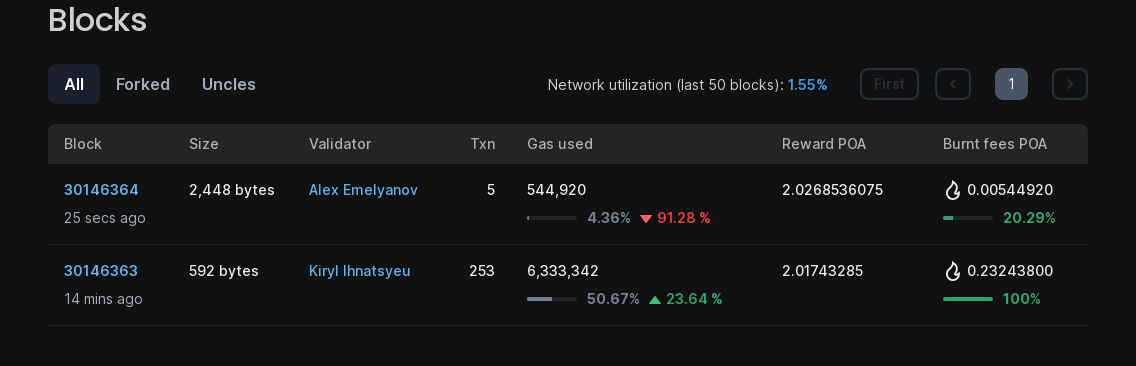 Blocks
All Forked Uncles Network utilization (last 50 blocks): 1.55% First 1
Block Size Validator Txn Gas used Reward POA Burnt fees POA
30146364 2,448 bytes Alex Emelyanov 5 544,920 2.0268536075 0.00544920
25 secs ago 4.36% 91.28 % 20.29%
30146363 592 bytes Kiryl Ihnatsyeu 253 6,333,342 2.01743285 0.23243800
14 mins ago 50.67% 23.64 % 100%